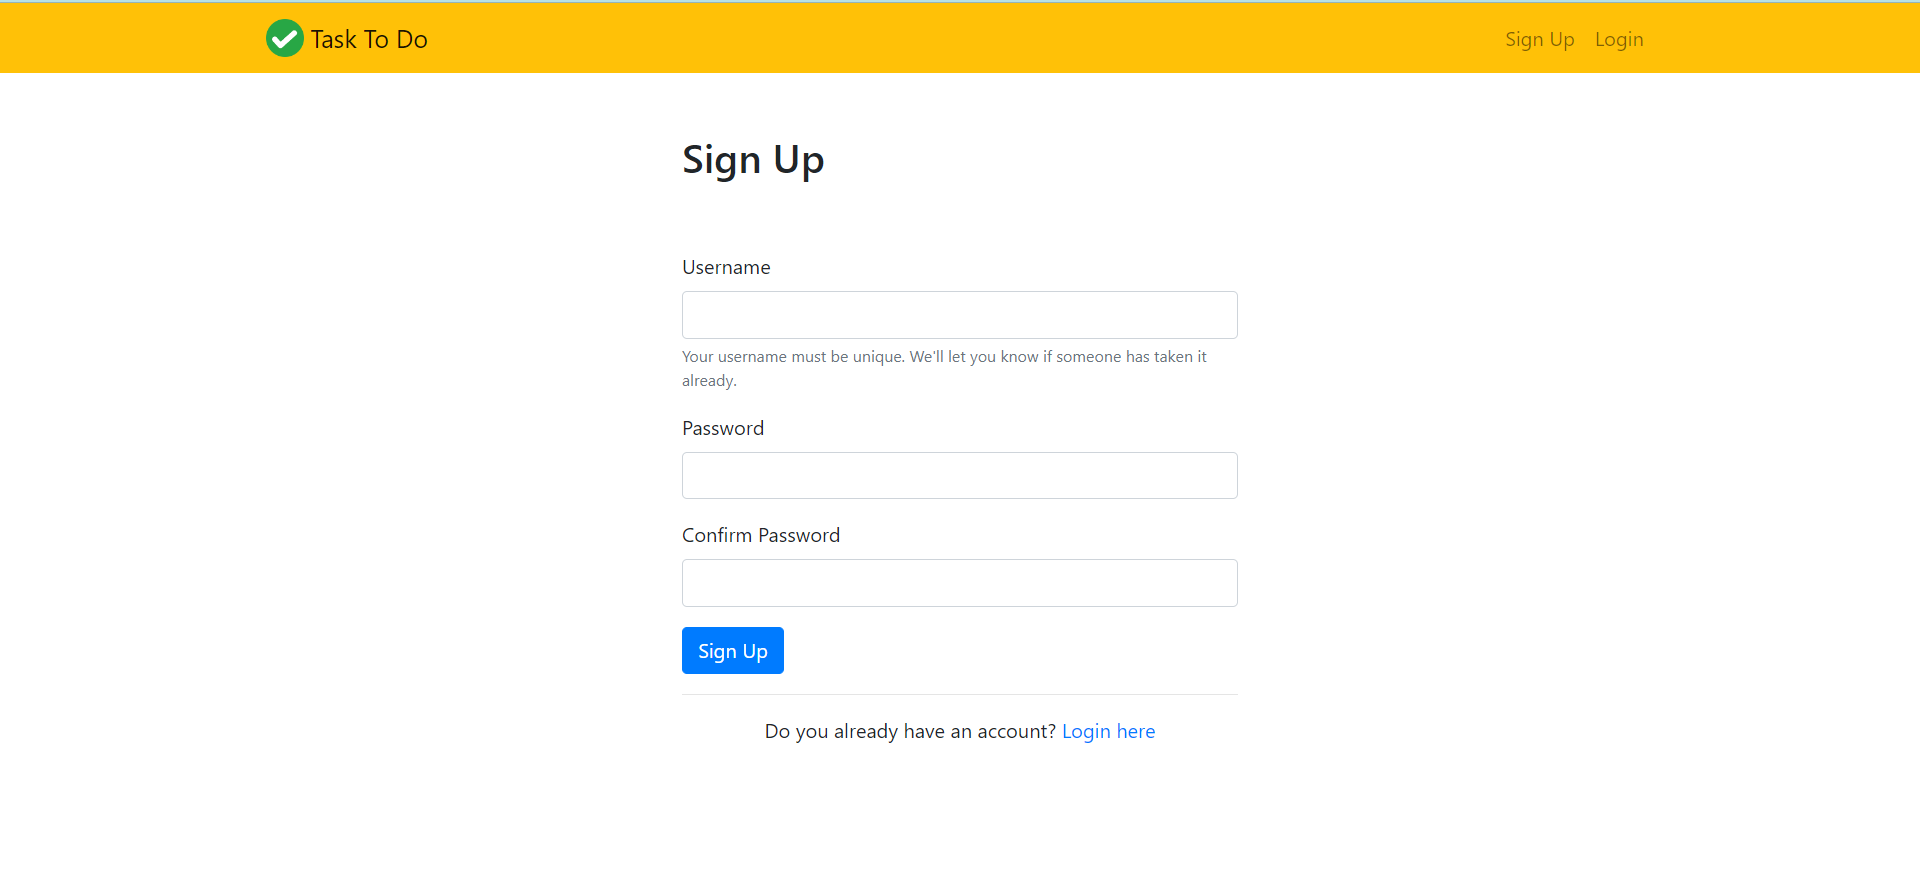 Task To Do
Sign Up
Login
Sign Up
Username
Your username must be unique. We'll let you know if someone has taken it
already.
Password
Confirm Password
Sign Up
Do you already have an account? Login here